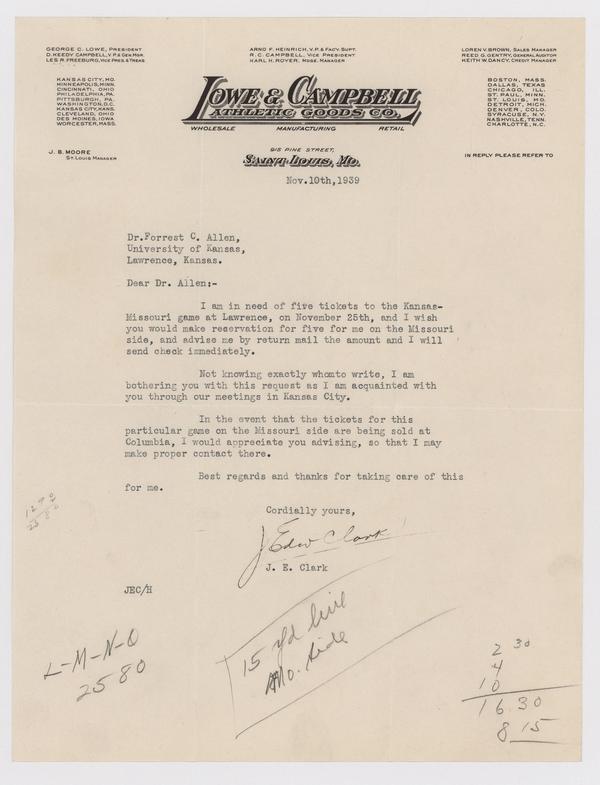 GEORGE C. LOWE, PRESIDENT
D. KEEDY CAMPBELL, V.P. & GEN. MGR.
LES R. FREEBURG, VICE PRES. & TREAS.
ARNO F. HEINRICH, V.P. & FACY. SUPT.
R. C. CAMPBELL, VICE PRESIDENT
KARL H. ROYER, MDSE. MANAGER
LOREN V. BROWN, SALES MANAGER
REED G. GENTRY, GENERAL AUDITOR
KEITH W. DANCY, CREDIT MANAGER
KANSAS CITY, MO.
MINNEAPOLIS, MINN.
CINCINNATI, OHIO
PHILADELPHIA, PA.
PITTSBURGH, PA.
WASHINGTON, D.C.
KANSAS CITY, KANS.
CLEVELAND, OHIO
DES MOINES, IOWA
WORCESTER, MASS.
LOWE & CAMPBELL
ATHLETIC GOODS CO.
WHOLESALE MANUFACTURING RETAIL
BOSTON, MASS.
DALLAS, TEXAS
CHICAGO, ILL.
ST. PAUL, MINN.
ST. LOUIS, MO.
DETROIT, MICH.
DENVER, COLO.
SYRACUSE, N.Y.
NASHVILLE, TENN.
CHARLOTTE, N.C.
J. B. MOORE
ST. LOUIS MANAGER
915 PINE STREET,
SAINT LOUIS, MO.
IN REPLY PLEASE REFER TO
Nov.10th,1939
Dr.Forrest C. Allen,
University of Kansas,
Lawrence, Kansas.
Dear Dr. Allen:-
I am in need of five tickets to the Kansas-
Missouri game at Lawrence, on November 25th, and I wish
you would make reservation for five for me on the Missouri
side, and advise me by return mail the amount and I will
send check immediately.
Not knowing exactly whomto write, I am
bothering you with this request as I am acquainted with
you through our meetings in Kansas City.
In the event that the tickets for this
particular game on the Missouri side are being sold at
Columbia, I would appreciate you advising, so that I may
make proper contact there.
Best regards and thanks for taking care of this
for me.
Cordially yours,
J Edw Clark
J. E. Clark
JEC/H
15 yd line
Mo. side
L-M-N-O
2580
2 30
4
10
16 30
8 15